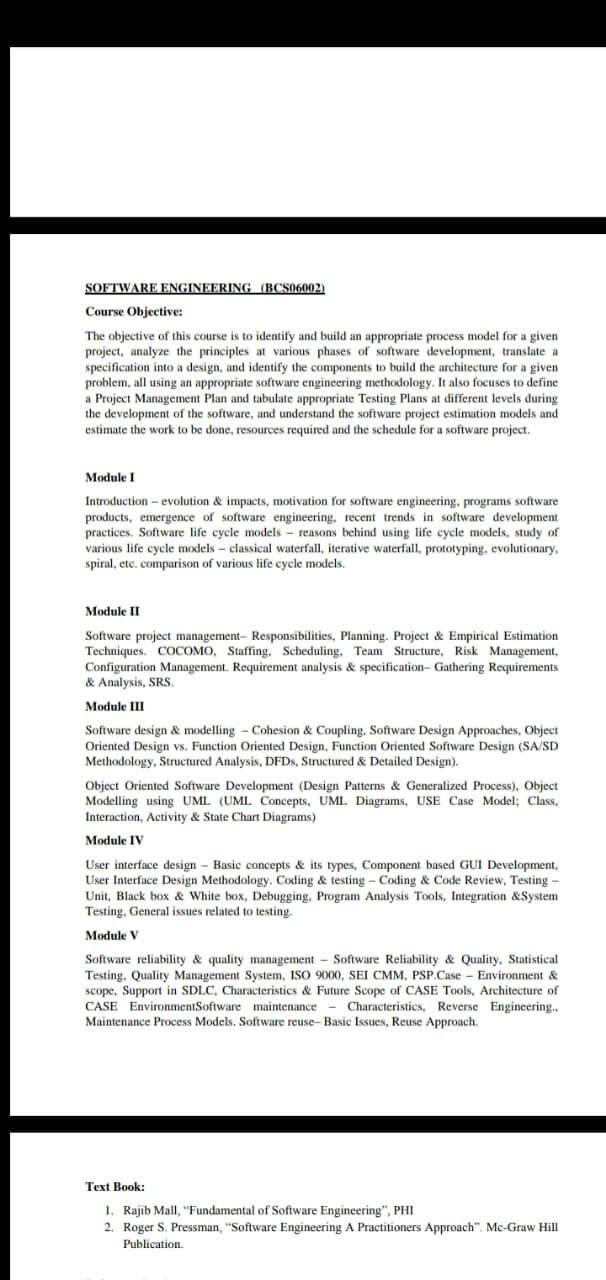 SOFTWARE ENGINEERING (BCS06002)
Course Objective:
The objective of this course is to identify and build an appropriate process model for a given
project, analyze the principles at various phases of software development, translate a
specification into a design, and identify the components to build the architecture for a given
problem, all using an appropriate software engineering methodology. It also focuses to define
a Project Management Plan and tabulate appropriate Testing Plans at different levels during
the development of the software, and understand the software project estimation models and
estimate the work to be done, resources required and the schedule for a software project.
Module I
Introduction – evolution & impacts, motivation for software engineering, programs software
products, emergence of software engineering, recent trends in software development
practices. Software life cycle models – reasons behind using life cycle models, study of
various life cycle models – classical waterfall, iterative waterfall, prototyping, evolutionary,
spiral, etc. comparison of various life cycle models.
Module II
Software project management– Responsibilities, Planning. Project & Empirical Estimation
Techniques. COCOMO, Staffing, Scheduling, Team Structure, Risk Management,
Configuration Management. Requirement analysis & specification– Gathering Requirements
& Analysis, SRS.
Module III
Software design & modelling – Cohesion & Coupling, Software Design Approaches, Object
Oriented Design vs. Function Oriented Design, Function Oriented Software Design (SA/SD
Methodology, Structured Analysis, DFDs, Structured & Detailed Design).
Object Oriented Software Development (Design Patterns & Generalized Process), Object
Modelling using UML (UML Concepts, UML Diagrams, USE Case Model; Class,
Interaction, Activity & State Chart Diagrams)
Module IV
User interface design – Basic concepts & its types, Component based GUI Development,
User Interface Design Methodology. Coding & testing – Coding & Code Review, Testing –
Unit, Black box & White box, Debugging, Program Analysis Tools, Integration &System
Testing, General issues related to testing.
Module V
Software reliability & quality management – Software Reliability & Quality, Statistical
Testing, Quality Management System, ISO 9000, SEI CMM, PSP.Case – Environment &
scope, Support in SDLC, Characteristics & Future Scope of CASE Tools, Architecture of
CASE EnvironmentSoftware maintenance – Characteristics, Reverse Engineering.,
Maintenance Process Models. Software reuse– Basic Issues, Reuse Approach.
Text Book:
1. Rajib Mall, “Fundamental of Software Engineering”, PHI
2. Roger S. Pressman, “Software Engineering A Practitioners Approach”. Mc-Graw Hill
Publication.